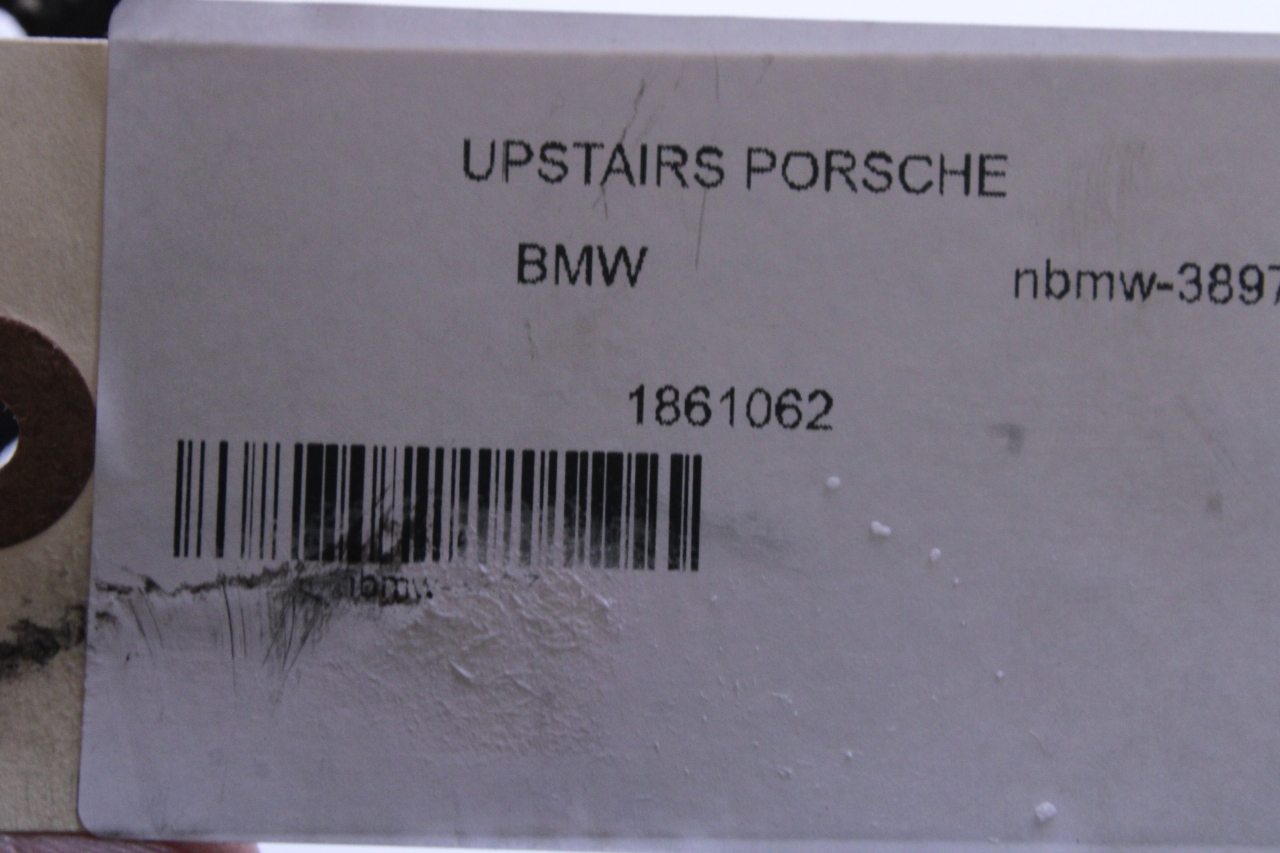 UPSTAIRS PORSCHE
BMW
nbmw-3897
1861062
nbmw